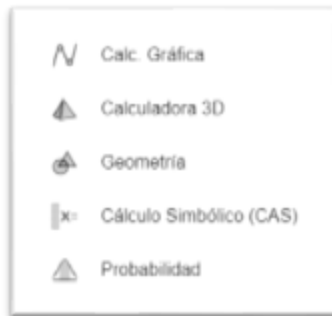 Calc. Gráfica
Calculadora 3D
Geometría
x= Cálculo Simbólico (CAS)
Probabilidad